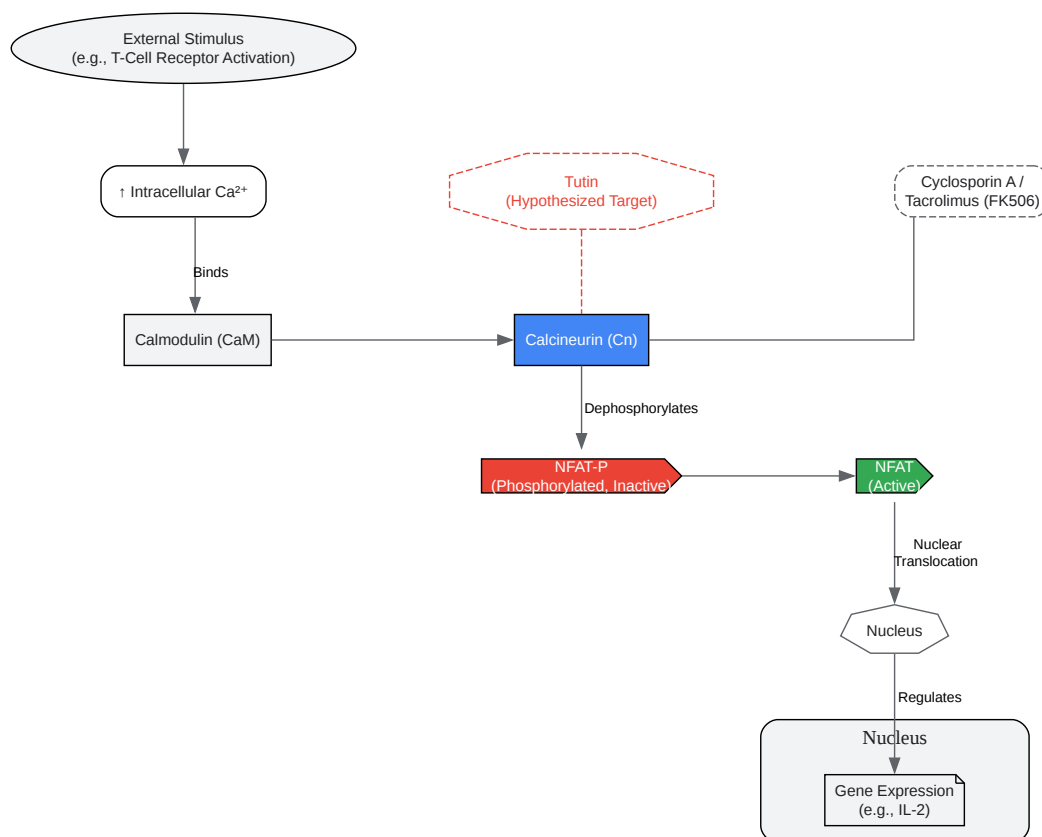 External Stimulus
(e.g., T-Cell Receptor Activation)
↑ Intracellular Ca²⁺
Tutin
(Hypothesized Target)
Cyclosporin A /
Tacrolimus (FK506)
Binds
Calmodulin (CaM)
Calcineurin (Cn)
Dephosphorylates
NFAT-P
(Phosphorylated, Inactive)
NFAT
(Active)
Nuclear
Translocation
Nucleus
Regulates
Nucleus
Gene Expression
(e.g., IL-2)